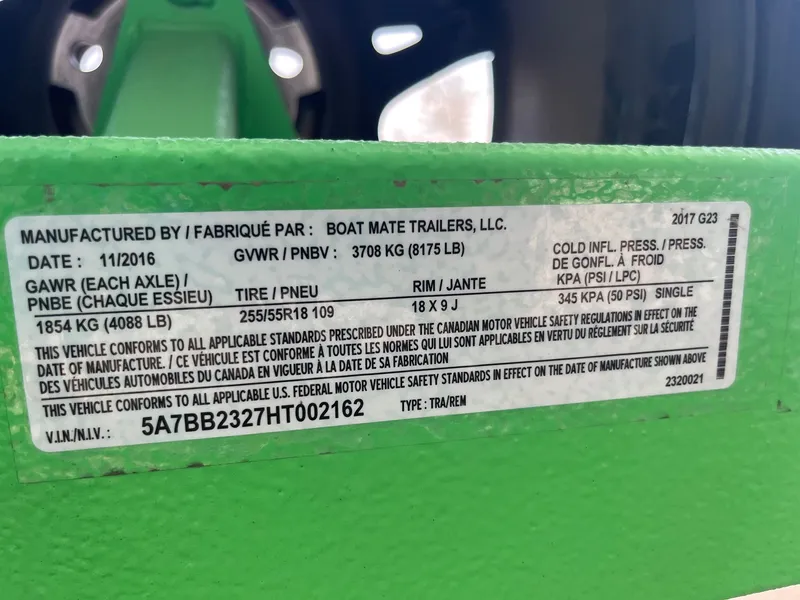 MANUFACTURED BY / FABRIQUÉ PAR : BOAT MATE TRAILERS, LLC. 2017 G23
DATE : 11/2016 GVWR / PNBV : 3708 KG (8175 LB) COLD INFL. PRESS. / PRESS.
DE GONFL. À FROID
GAWR (EACH AXLE) / TIRE / PNEU RIM / JANTE KPA (PSI / LPC)
PNBE (CHAQUE ESSIEU)
1854 KG (4088 LB) 255/55R18 109 18 X 9 J 345 KPA (50 PSI) SINGLE
THIS VEHICLE CONFORMS TO ALL APPLICABLE STANDARDS PRESCRIBED UNDER THE CANADIAN MOTOR VEHICLE SAFETY REGULATIONS IN EFFECT ON THE
DATE OF MANUFACTURE. / CE VÉHICULE EST CONFORME À TOUTES LES NORMES QUI LUI SONT APPLICABLES EN VERTU DU RÈGLEMENT SUR LA SÉCURITÉ
DES VÉHICULES AUTOMOBILES DU CANADA EN VIGUEUR À LA DATE DE SA FABRICATION
THIS VEHICLE CONFORMS TO ALL APPLICABLE U.S. FEDERAL MOTOR VEHICLE SAFETY STANDARDS IN EFFECT ON THE DATE OF MANUFACTURE SHOWN ABOVE
V.I.N./N.I.V. : 5A7BB2327HT002162 TYPE : TRA/REM 2320021